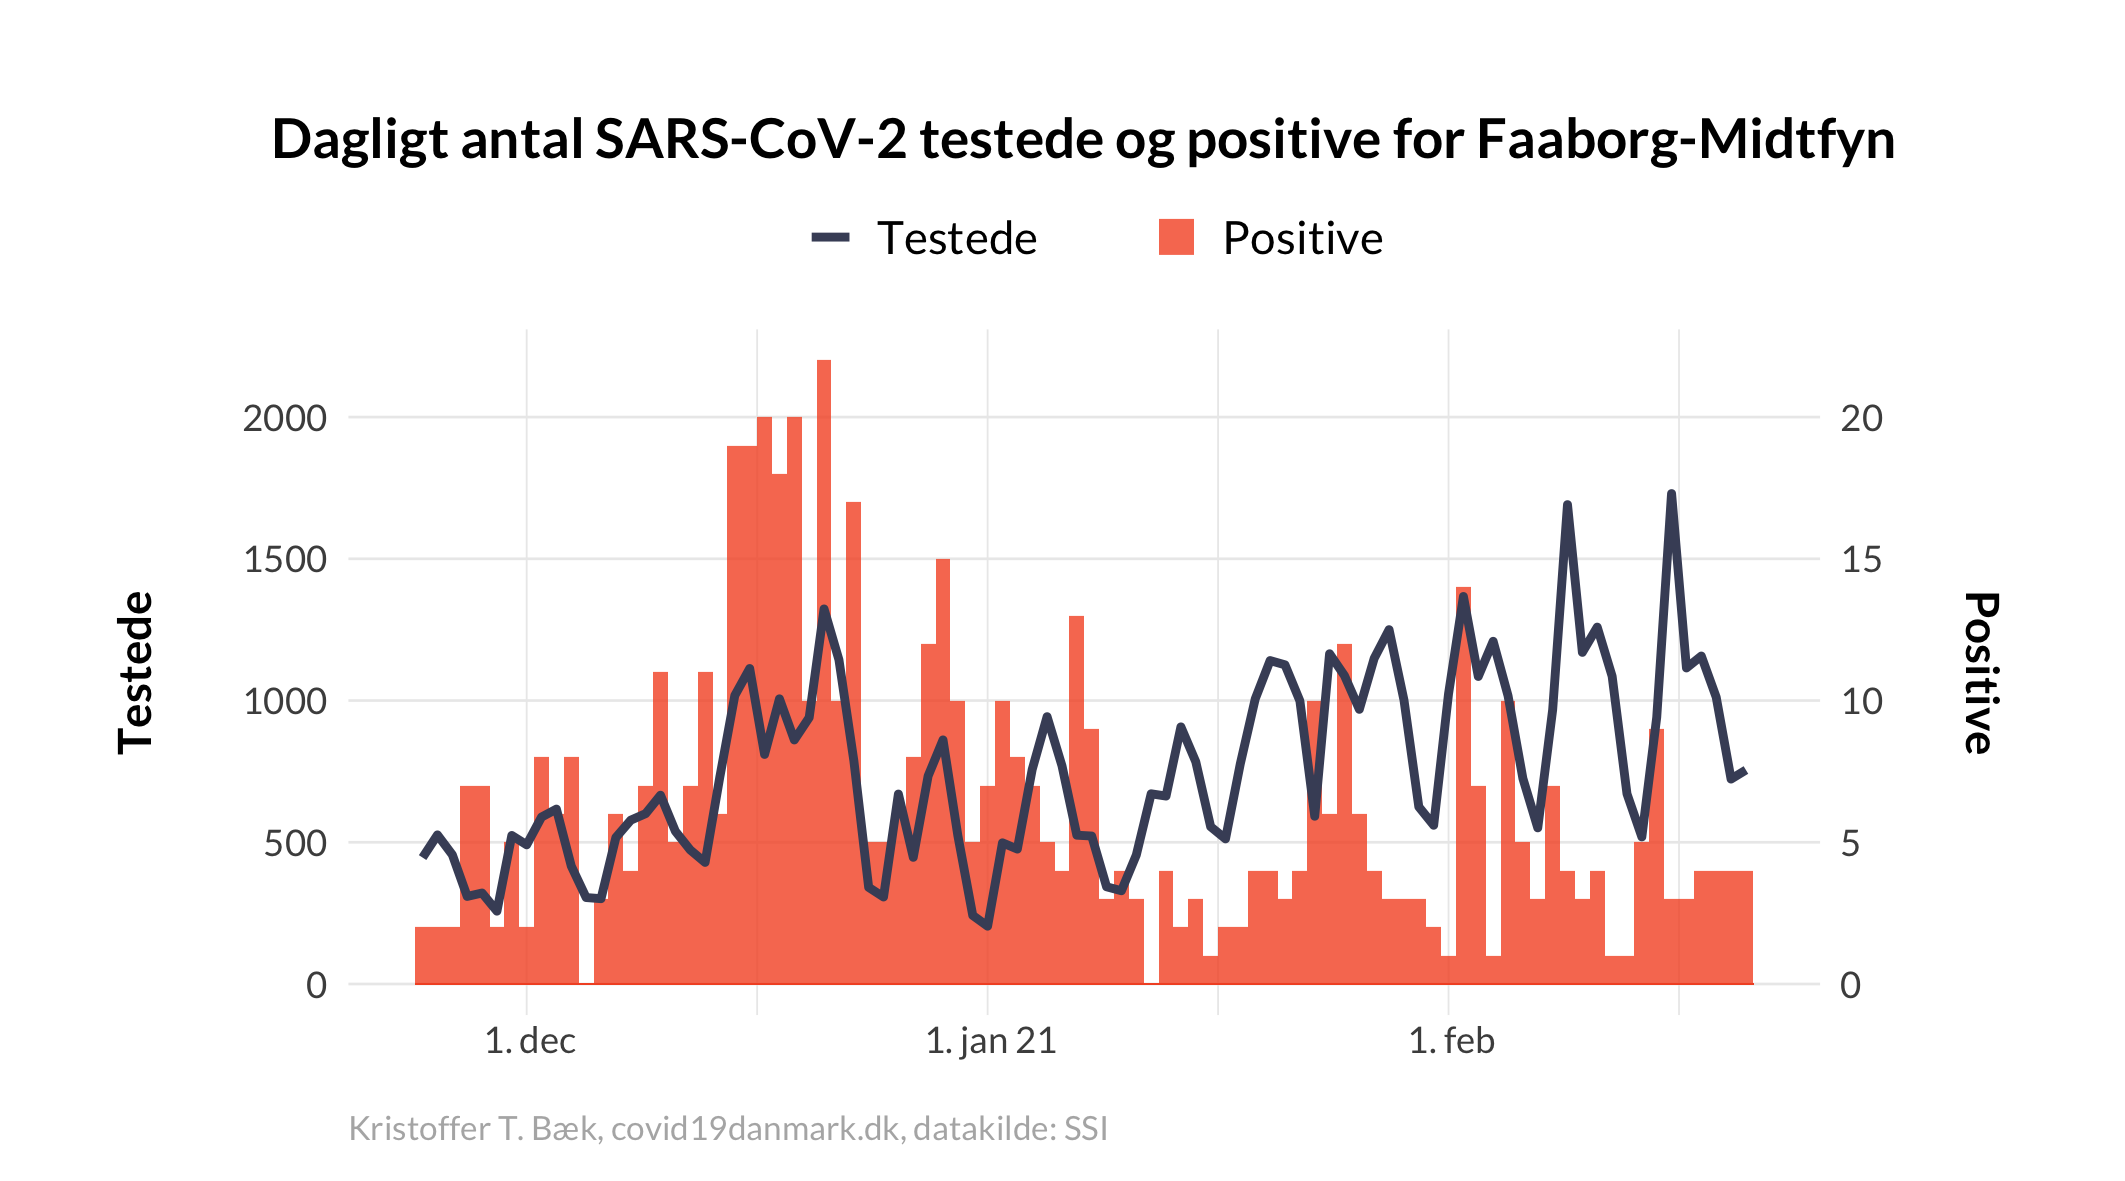 Dagligt antal SARS-CoV-2 testede og positive for Faaborg-Midtfyn
Testede
Positive
2000
1500
1000
500
0
Testede
20
15
10
5
0
Positive
1. dec
1. jan 21
1. feb
Kristoffer T. Bæk, covid19danmark.dk, datakilde: SSI